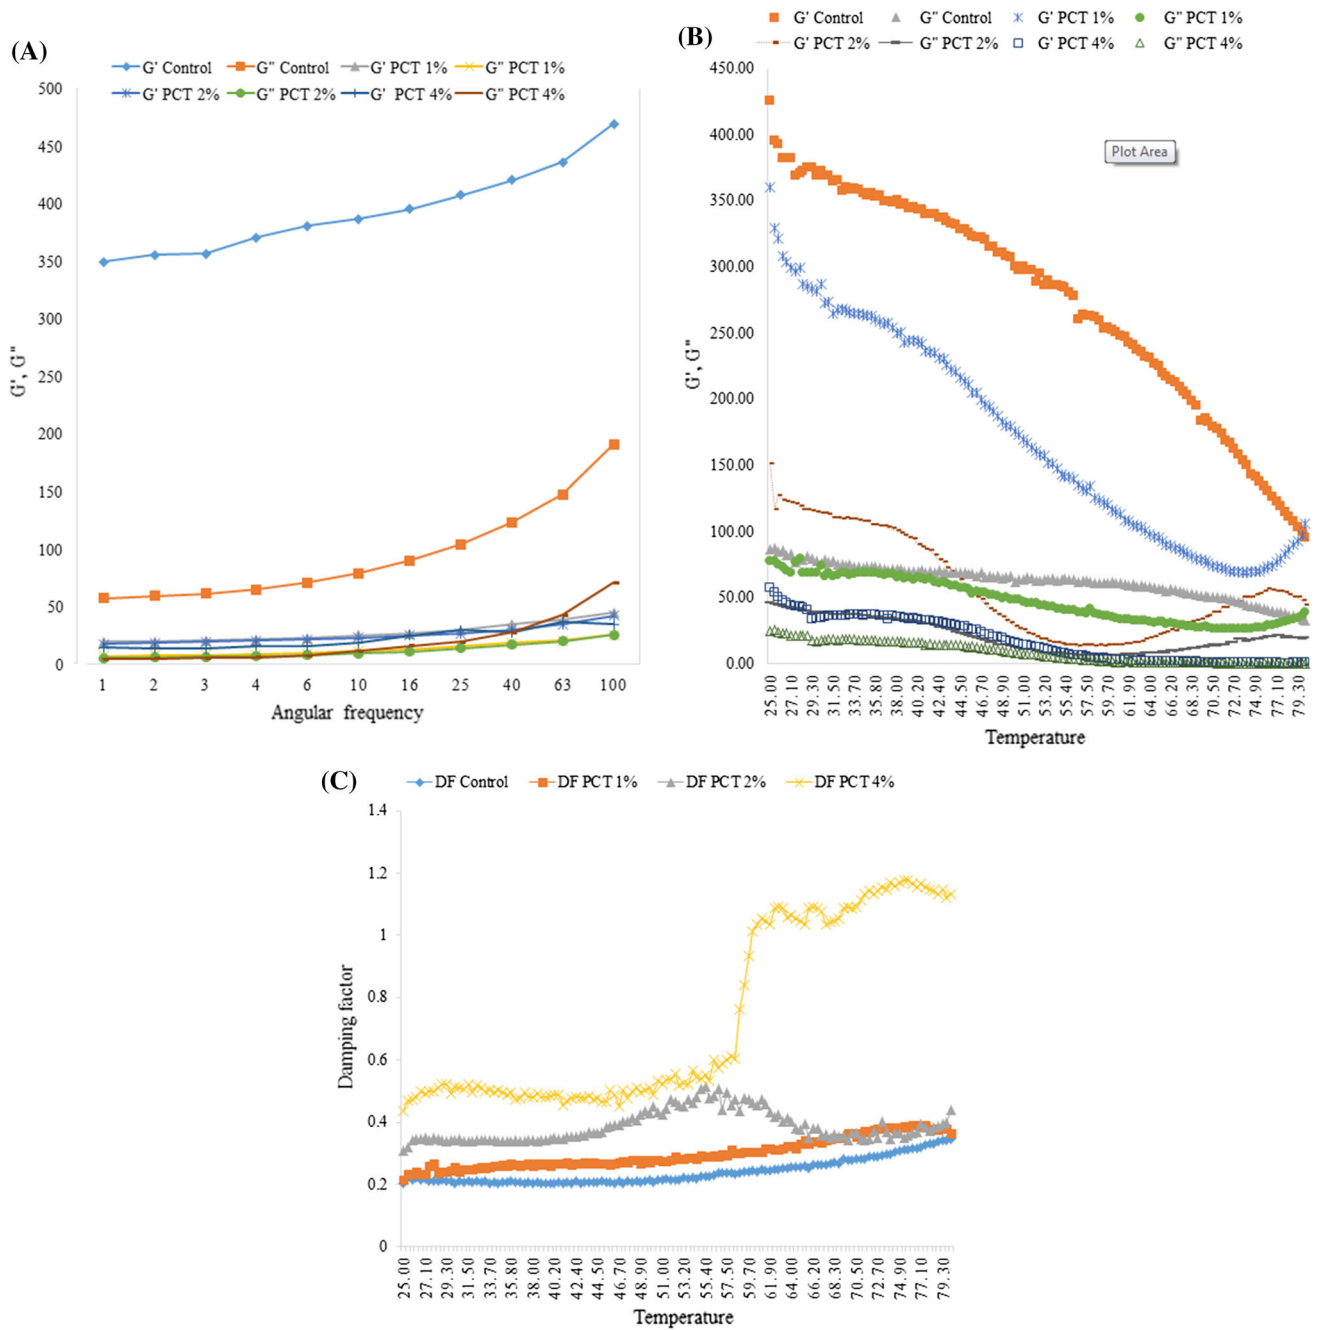 (A)
G' Control G" Control G' PCT 1% G" PCT 1%
G' PCT 2% G" PCT 2% G' PCT 4% G" PCT 4%
500
450
400
350
300
250
200
150
100
50
0
G', G"
1 2 3 4 6 10 16 25 40 63 100
Angular frequency
(B)
G' Control G" Control G' PCT 1% G" PCT 1%
G' PCT 2% G" PCT 2% G' PCT 4% G" PCT 4%
450.00
400.00
350.00
300.00
250.00
200.00
150.00
100.00
50.00
0.00
G', G"
Plot Area
25.00 27.10 29.30 31.50 33.70 35.80 38.00 40.20 42.40 44.50 46.70 48.90 51.00 53.20 55.40 57.50 59.70 61.90 64.00 66.20 68.30 70.50 72.70 74.90 77.10 79.30
Temperature
(C)
DF Control DF PCT 1% DF PCT 2% DF PCT 4%
1.4
1.2
1
0.8
0.6
0.4
0.2
0
Damping factor
25.00 27.10 29.30 31.50 33.70 35.80 38.00 40.20 42.40 44.50 46.70 48.90 51.00 53.20 55.40 57.50 59.70 61.90 64.00 66.20 68.30 70.50 72.70 74.90 77.10 79.30
Temperature